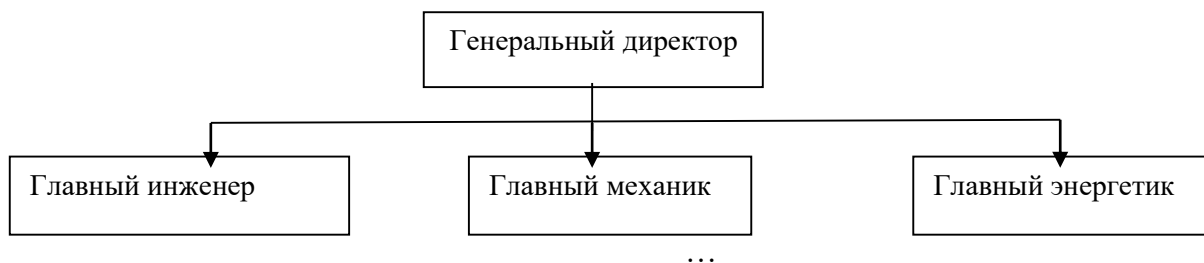 Генеральный директор
Главный инженер
Главный механик
Главный энергетик
...